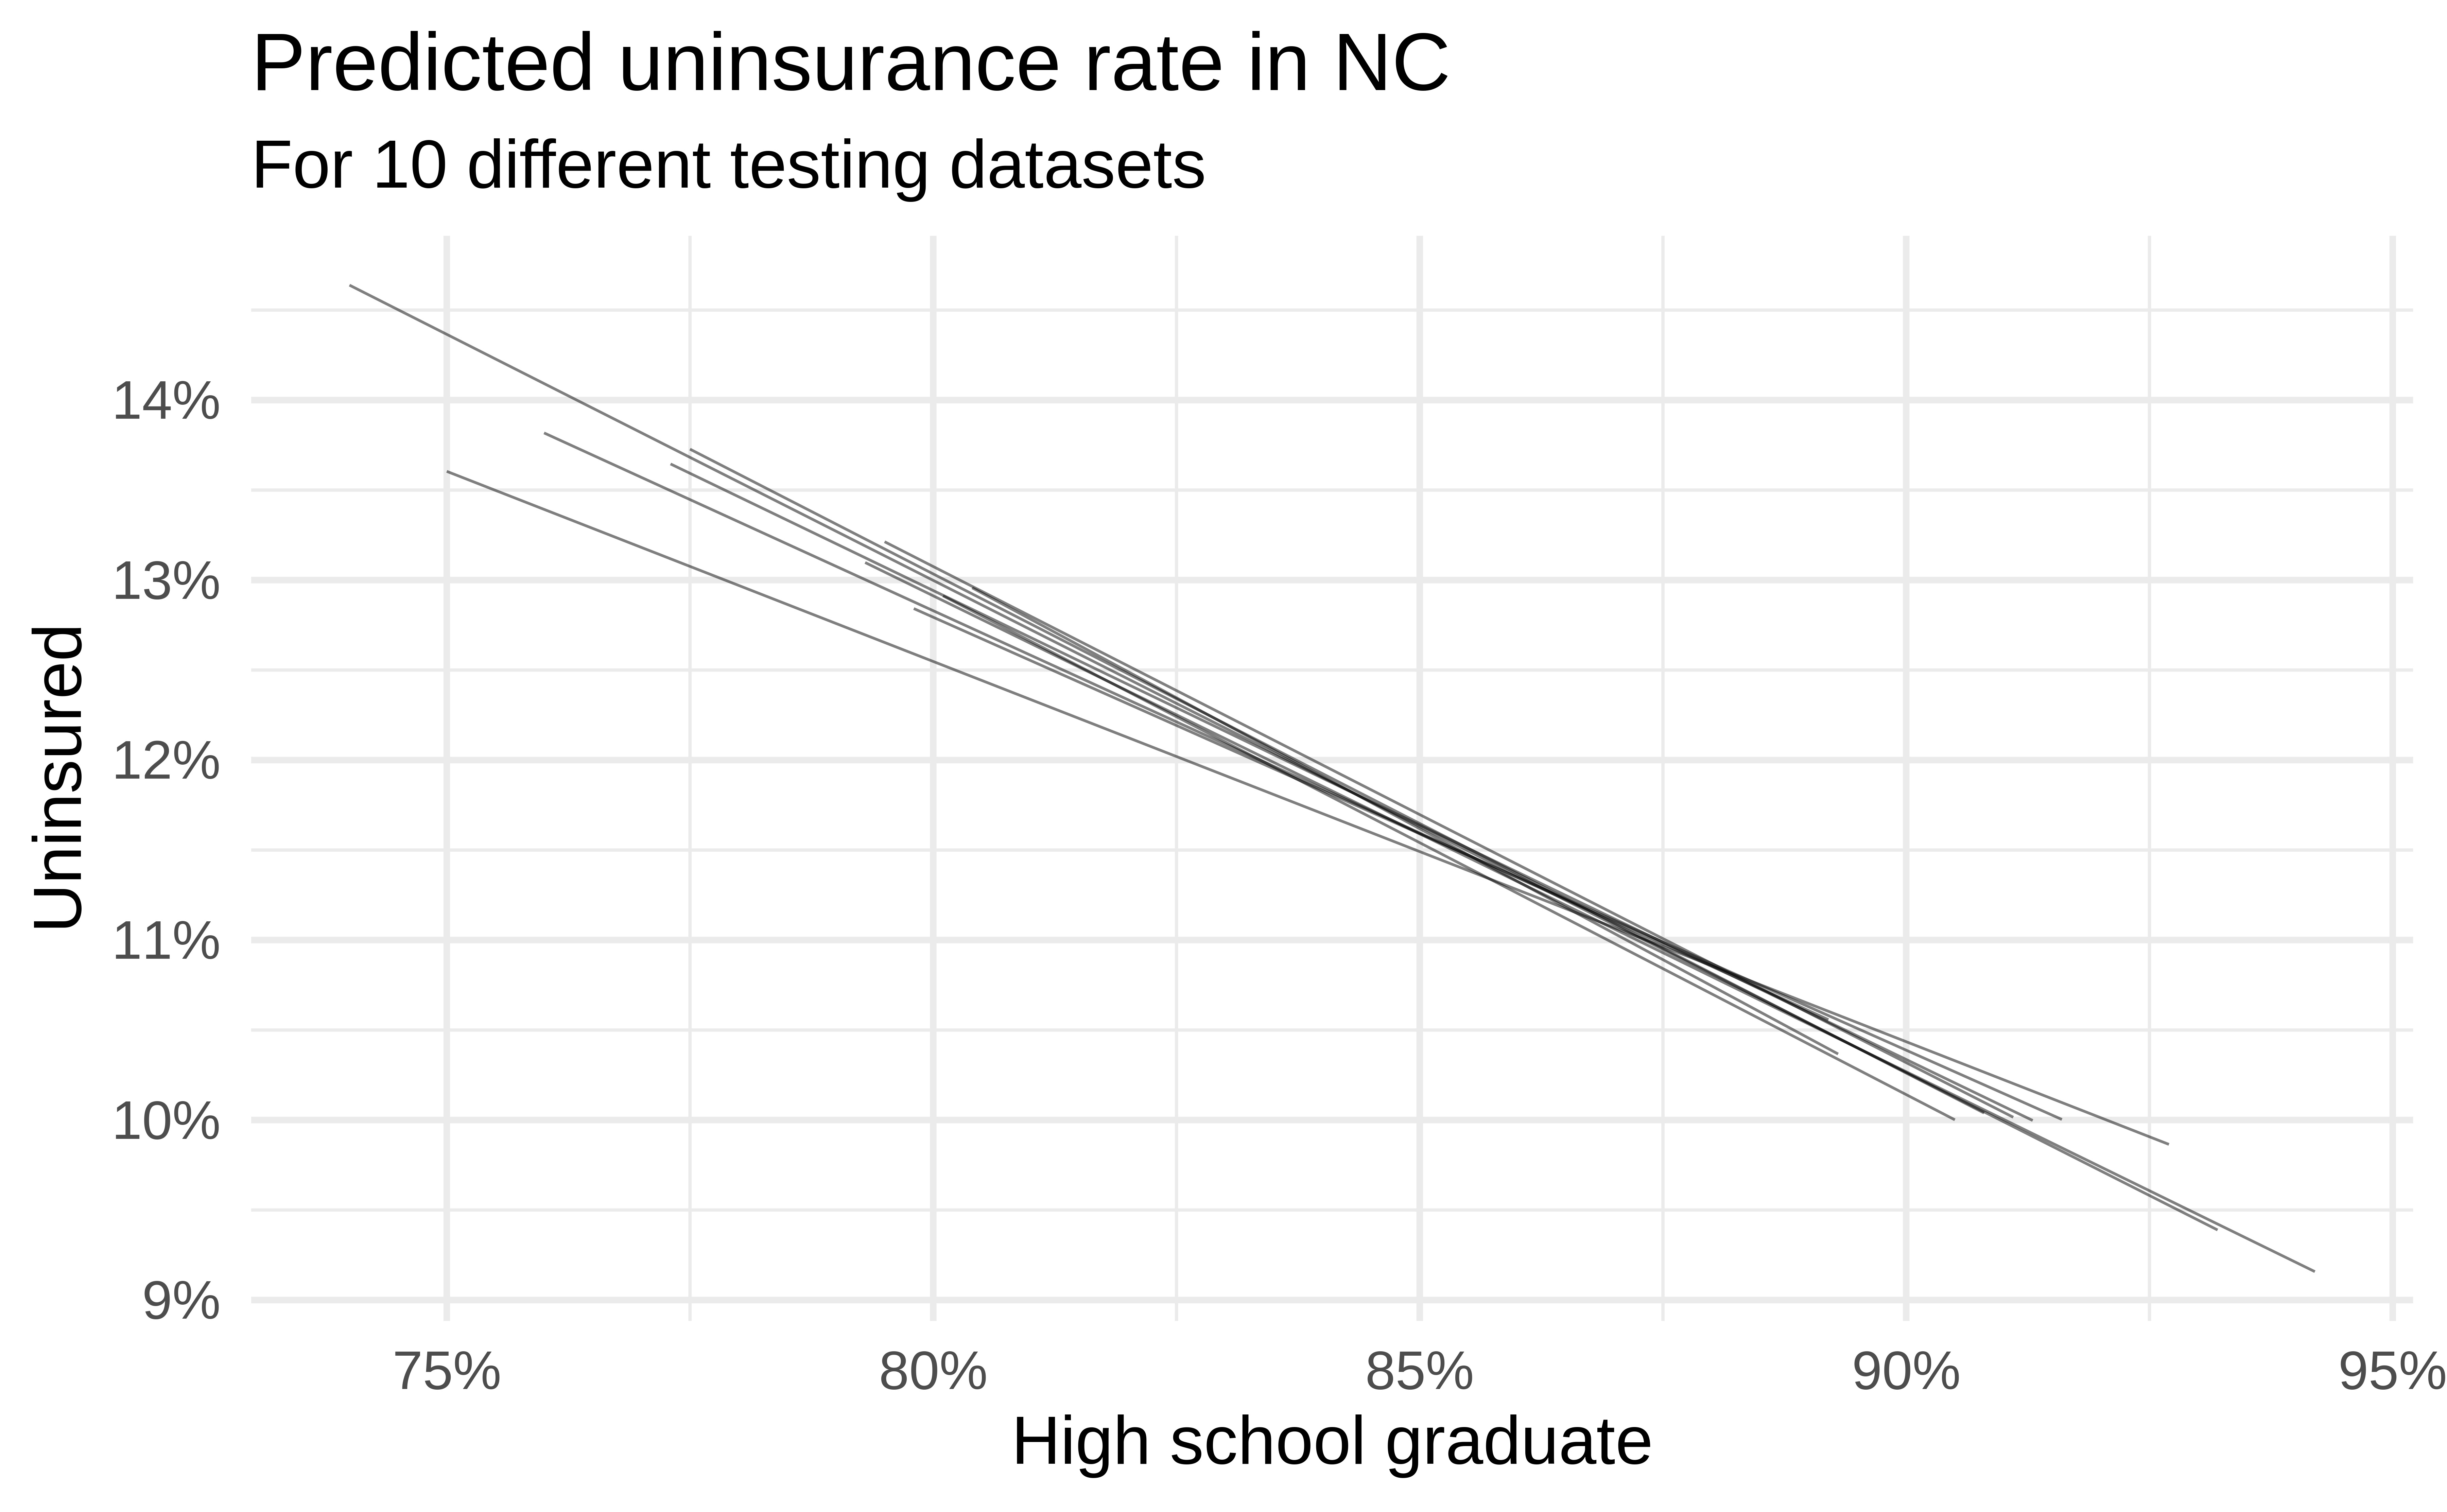 Predicted uninsurance rate in NC
For 10 different testing datasets
14%
13%
12%
11%
10%
9%
Uninsured
75% 80% 85% 90% 95%
High school graduate